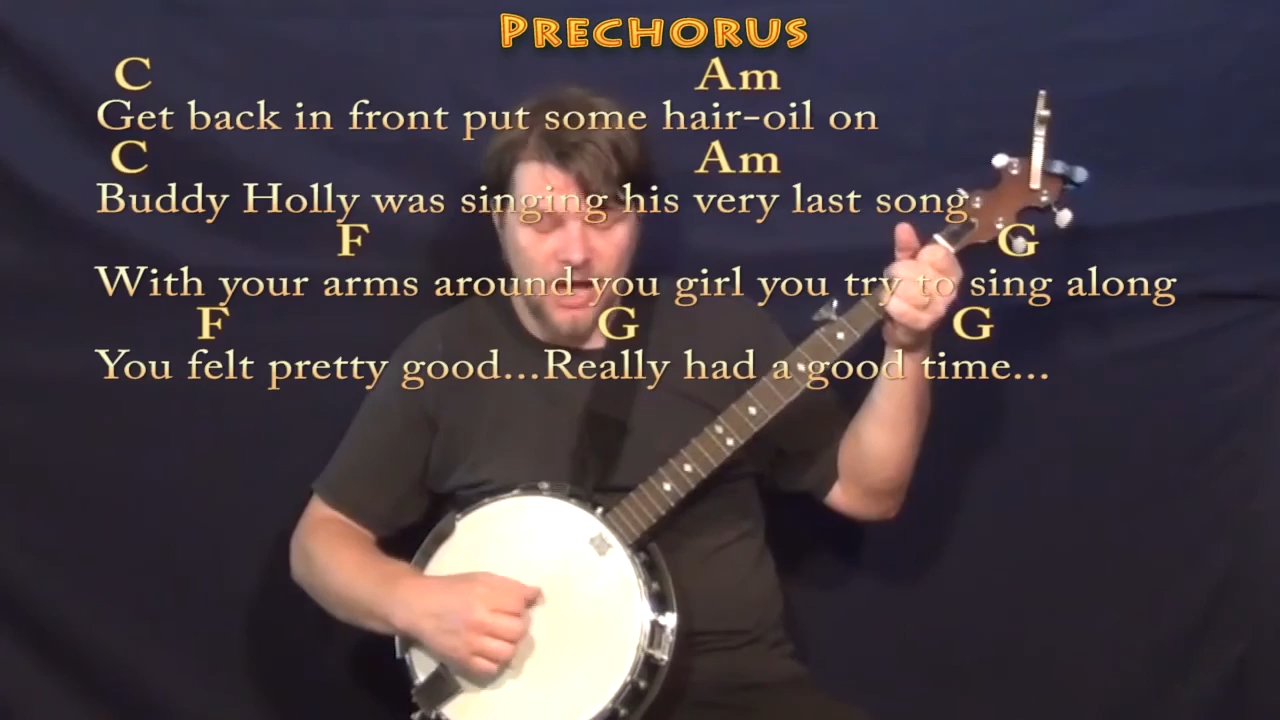 PRECHORUS
C Am
Get back in front put some hair-oil on
C Am
Buddy Holly was singing his very last song
F G
With your arms around you girl you try to sing along
F G G
You felt pretty good...Really had a good time...